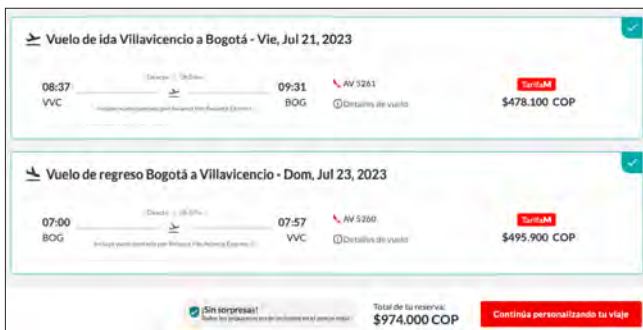 Vuelo de ida Villavicencio a Bogotá - Vie, Jul 21, 2023
08:37
VVC
Directo
09:31
BOG
AV 5261
Detalles de vuelo
TarifaM
$478.100 COP
Vuelo de regreso Bogotá a Villavicencio - Dom, Jul 23, 2023
07:00
BOG
Directo
07:57
VVC
AV 5260
Detalles de vuelo
TarifaM
$495.900 COP
¡Sin sorpresas!
Total de tu reserva:
$974.000 COP
Continúa personalizando tu viaje